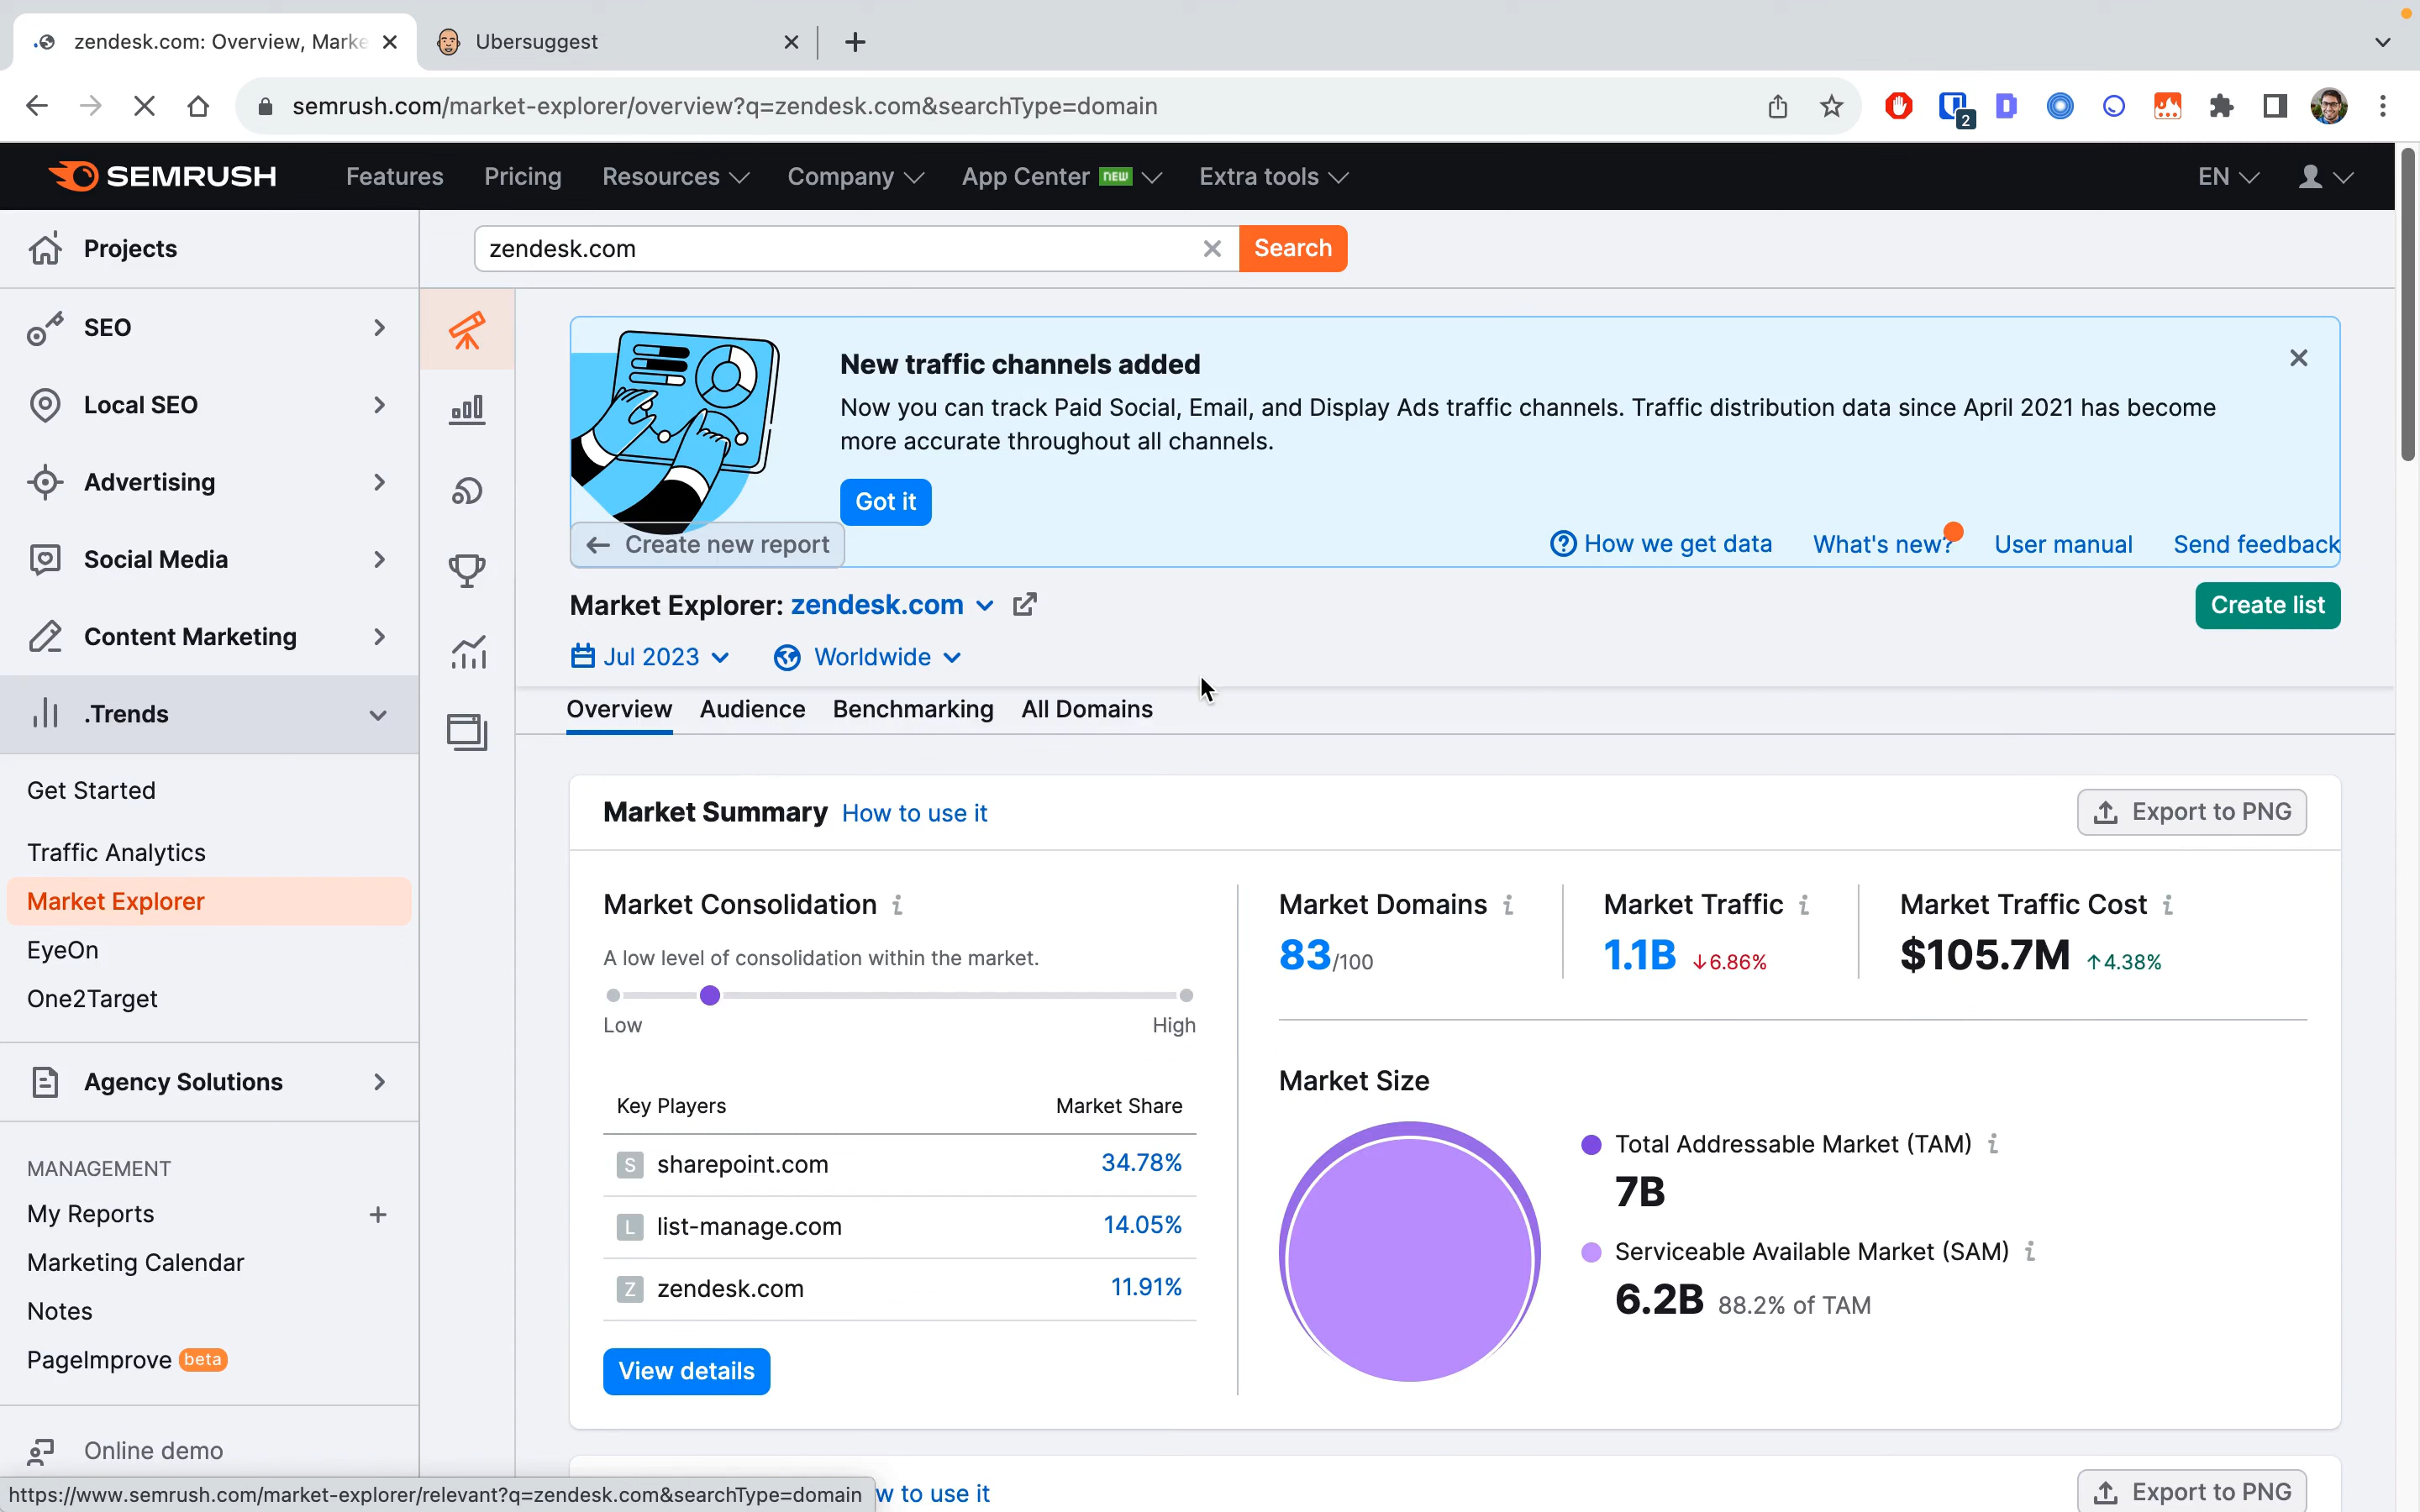 zendesk.com: Overview, Marke
Ubersuggest
semrush.com/market-explorer/overview?q=zendesk.com&searchType=domain
2
SEMRUSH
Features
Pricing
Resources
Company
App Center new
Extra tools
EN
Projects
zendesk.com
Search
SEO
Local SEO
Advertising
Social Media
Content Marketing
.Trends
Get Started
Traffic Analytics
Market Explorer
EyeOn
One2Target
Agency Solutions
MANAGEMENT
My Reports
Marketing Calendar
Notes
PageImprove beta
Online demo
New traffic channels added
Now you can track Paid Social, Email, and Display Ads traffic channels. Traffic distribution data since April 2021 has become
more accurate throughout all channels.
Got it
Create new report
How we get data
What's new?
User manual
Send feedback
Market Explorer: zendesk.com
Create list
Jul 2023
Worldwide
Overview
Audience
Benchmarking
All Domains
Market Summary How to use it
Export to PNG
Market Consolidation
A low level of consolidation within the market.
Low
High
Key Players
Market Share
S sharepoint.com 34.78%
L list-manage.com 14.05%
Z zendesk.com 11.91%
View details
Market Domains
83/100
Market Traffic
1.1B ↓6.86%
Market Traffic Cost
$105.7M ↑4.38%
Market Size
Total Addressable Market (TAM)
7B
Serviceable Available Market (SAM)
6.2B 88.2% of TAM
https://www.semrush.com/market-explorer/relevant?q=zendesk.com&searchType=domain
w to use it
Export to PNG